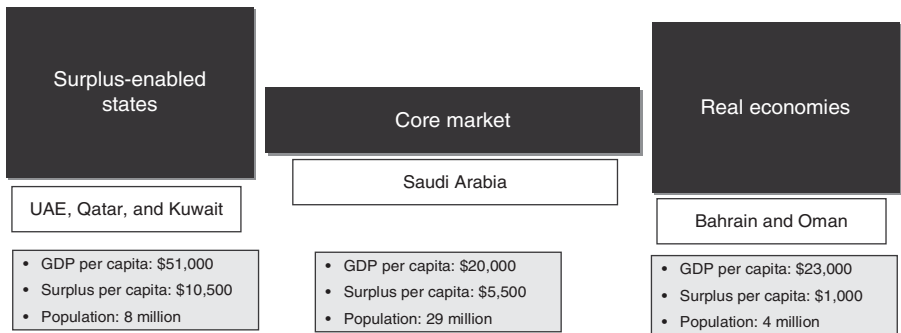 Surplus-enabled
states
UAE, Qatar, and Kuwait
• GDP per capita: $51,000
• Surplus per capita: $10,500
• Population: 8 million
Core market
Saudi Arabia
• GDP per capita: $20,000
• Surplus per capita: $5,500
• Population: 29 million
Real economies
Bahrain and Oman
• GDP per capita: $23,000
• Surplus per capita: $1,000
• Population: 4 million